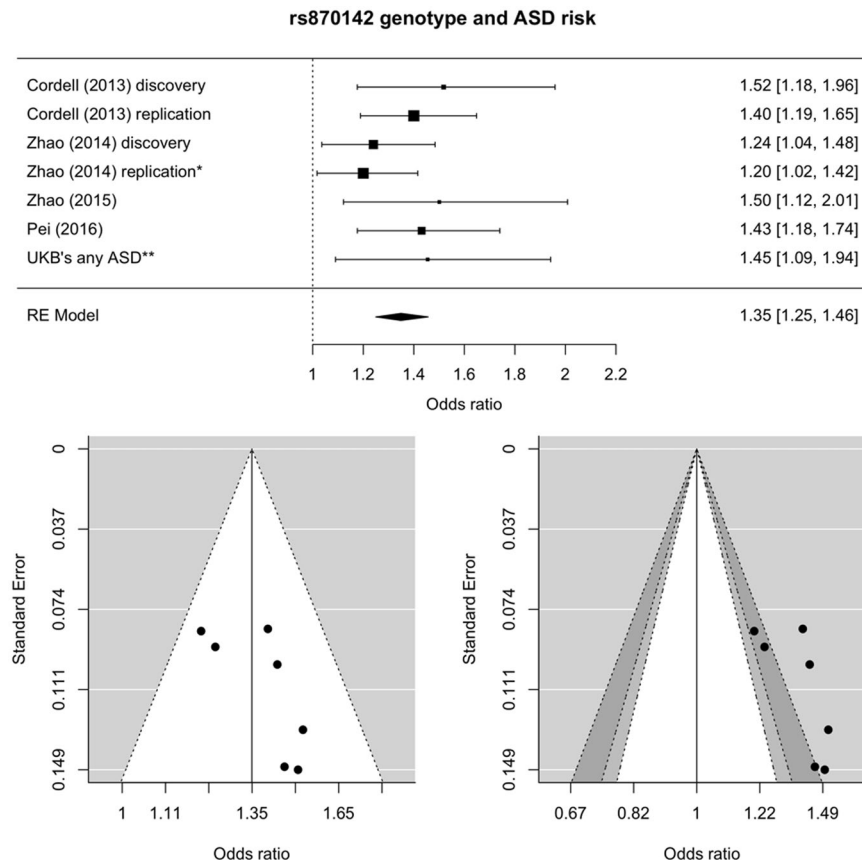 rs870142 genotype and ASD risk
Cordell (2013) discovery 1.52 [1.18, 1.96]
Cordell (2013) replication 1.40 [1.19, 1.65]
Zhao (2014) discovery 1.24 [1.04, 1.48]
Zhao (2014) replication* 1.20 [1.02, 1.42]
Zhao (2015) 1.50 [1.12, 2.01]
Pei (2016) 1.43 [1.18, 1.74]
UKB's any ASD** 1.45 [1.09, 1.94]
RE Model 1.35 [1.25, 1.46]
1 1.2 1.4 1.6 1.8 2 2.2
Odds ratio
Standard Error
0
0.037
0.074
0.111
0.149
1 1.11 1.35 1.65
Odds ratio
Standard Error
0
0.037
0.074
0.111
0.149
0.67 0.82 1 1.22 1.49
Odds ratio